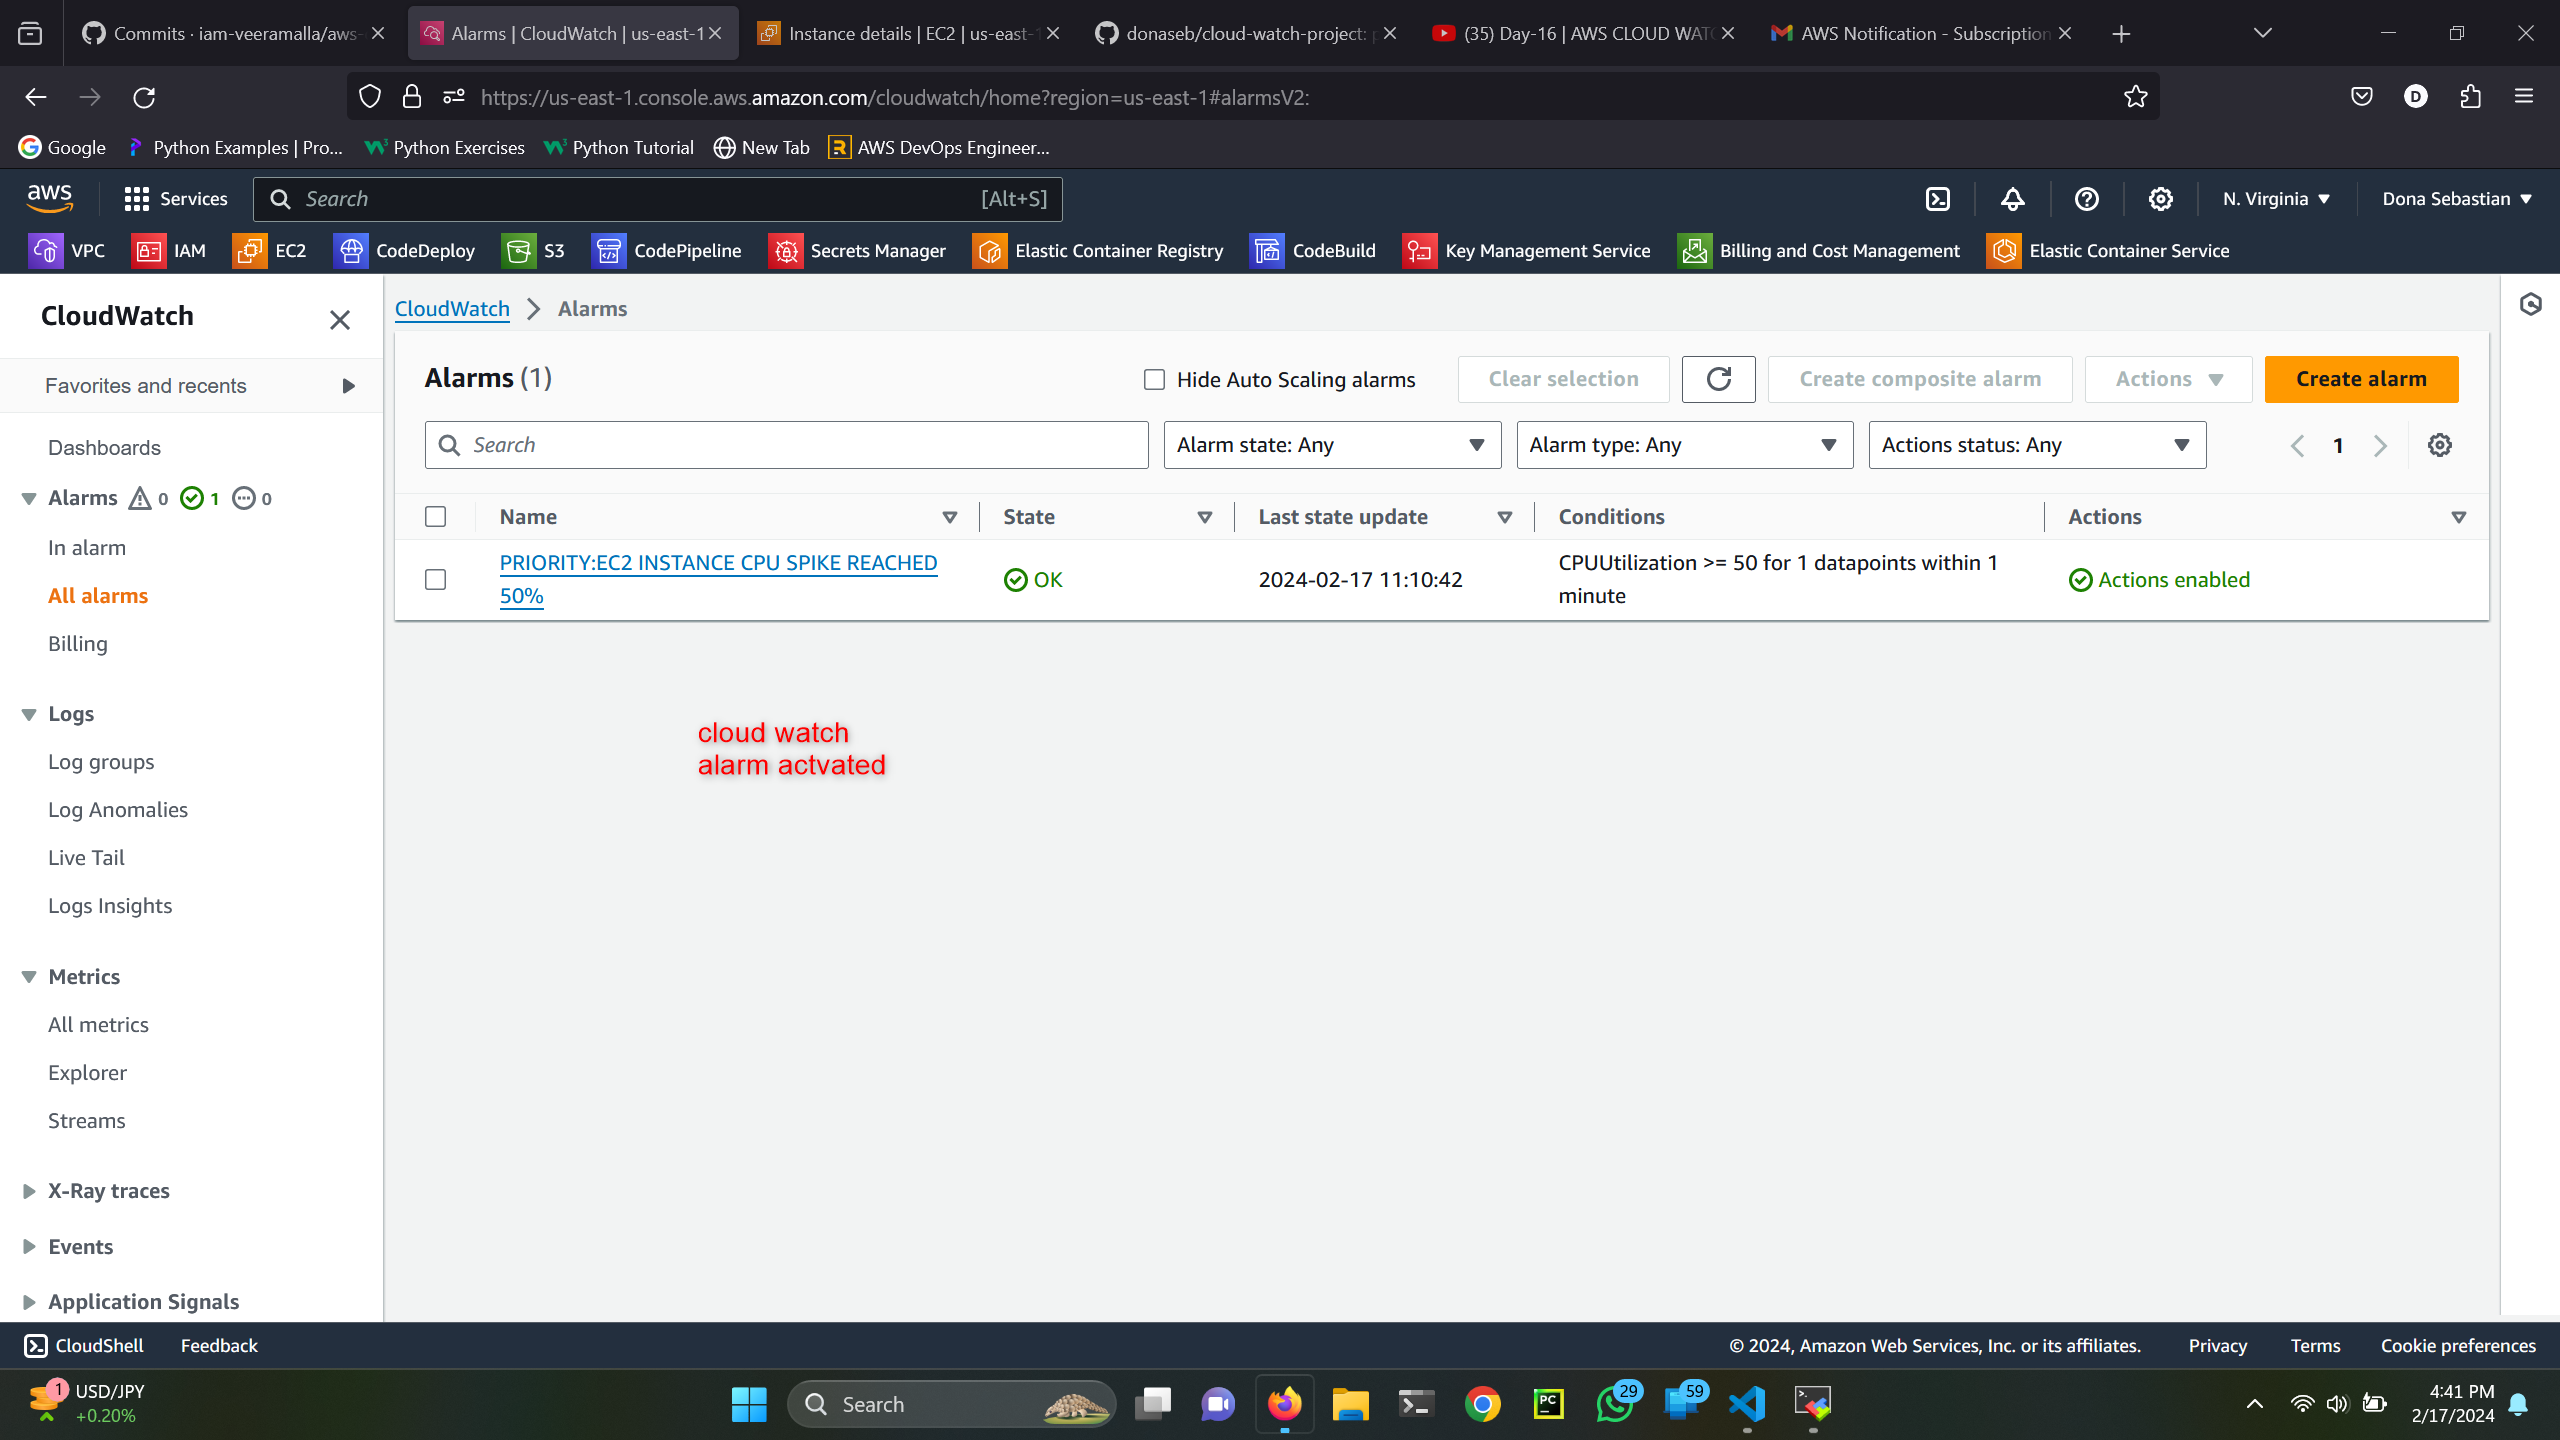 Commits · iam-veeramalla/aws-
Alarms | CloudWatch | us-east-1
Instance details | EC2 | us-east-1
donaseb/cloud-watch-project:
(35) Day-16 | AWS CLOUD WATC
AWS Notification - Subscription
https://us-east-1.console.aws.amazon.com/cloudwatch/home?region=us-east-1#alarmsV2:
D
Google
Python Examples | Pro...
Python Exercises
Python Tutorial
New Tab
AWS DevOps Engineer...
aws
Services
Search
[Alt+S]
N. Virginia
Dona Sebastian
VPC
IAM
EC2
CodeDeploy
S3
CodePipeline
Secrets Manager
Elastic Container Registry
CodeBuild
Key Management Service
Billing and Cost Management
Elastic Container Service
CloudWatch
Favorites and recents
Dashboards
Alarms 0 1 0
In alarm
All alarms
Billing
Logs
Log groups
Log Anomalies
Live Tail
Logs Insights
Metrics
All metrics
Explorer
Streams
X-Ray traces
Events
Application Signals
CloudWatch
Alarms
Alarms (1)
Hide Auto Scaling alarms
Clear selection
Create composite alarm
Actions
Create alarm
Search
Alarm state: Any
Alarm type: Any
Actions status: Any
1
Name
State
Last state update
Conditions
Actions
PRIORITY:EC2 INSTANCE CPU SPIKE REACHED
50%
OK
2024-02-17 11:10:42
CPUUtilization >= 50 for 1 datapoints within 1
minute
Actions enabled
cloud watch
alarm actvated
CloudShell
Feedback
© 2024, Amazon Web Services, Inc. or its affiliates.
Privacy
Terms
Cookie preferences
1
USD/JPY
+0.20%
Search
PC
29
59
4:41 PM
2/17/2024